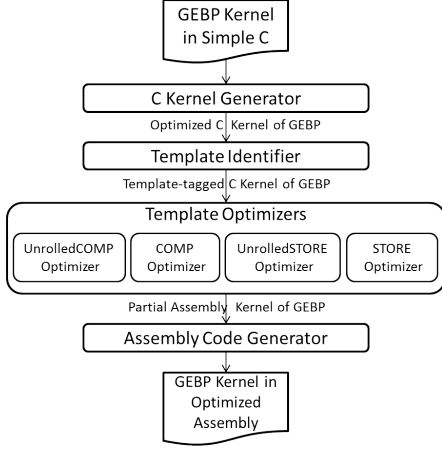 GEBP Kernel
in Simple C
C Kernel Generator
Optimized C Kernel of GEBP
Template Identifier
Template-tagged C Kernel of GEBP
Template Optimizers
UnrolledCOMP
Optimizer
COMP
Optimizer
UnrolledSTORE
Optimizer
STORE
Optimizer
Partial Assembly Kernel of GEBP
Assembly Code Generator
GEBP Kernel in
Optimized
Assembly